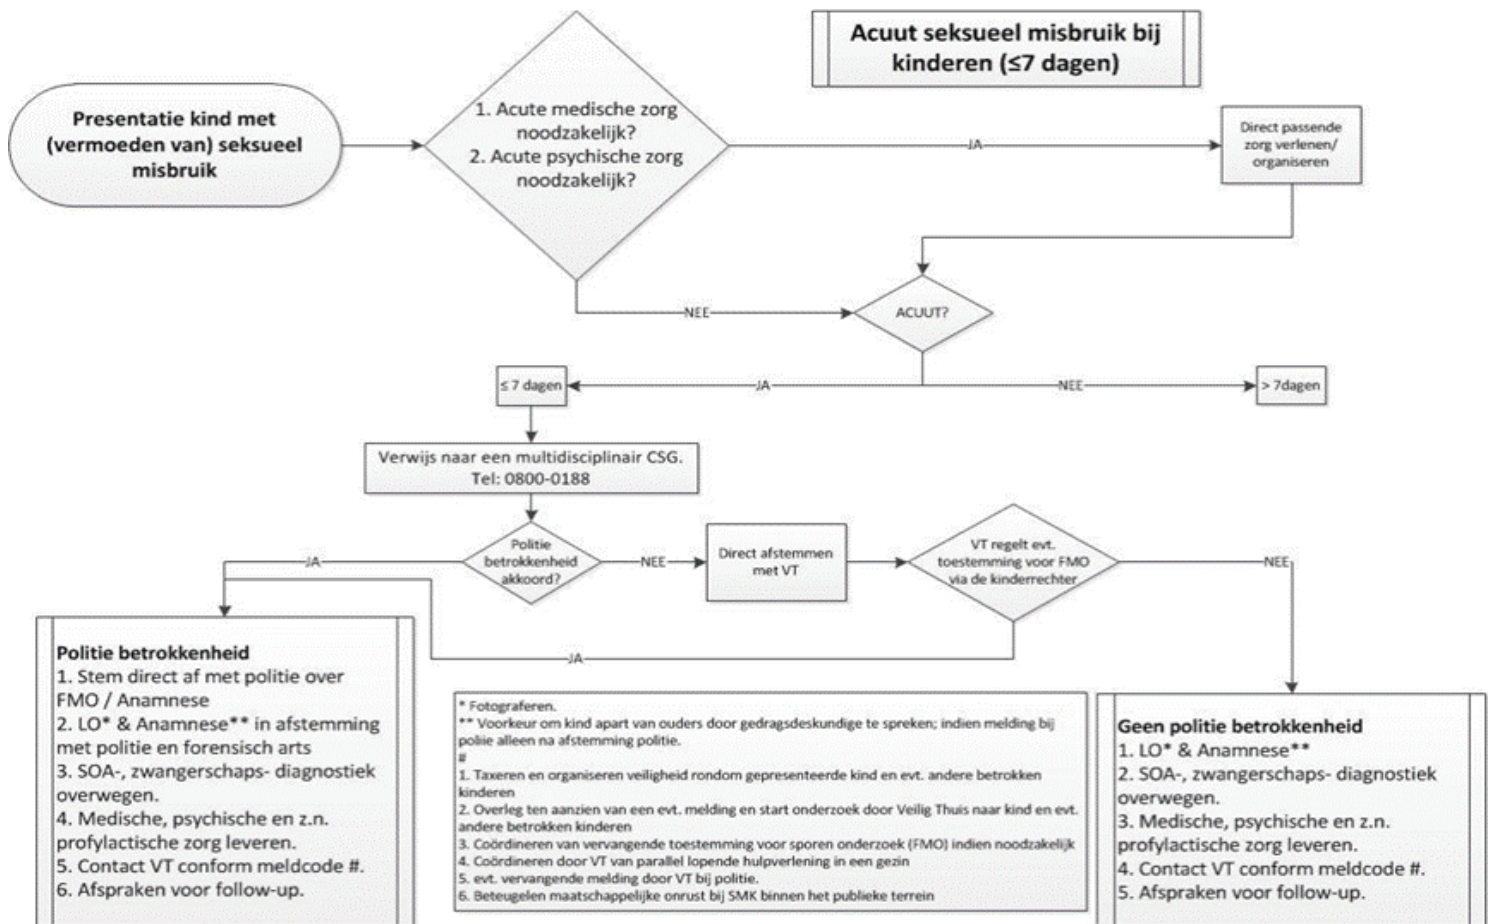 Acuut seksueel misbruik bij
kinderen (≤7 dagen)
Presentatie kind met
(vermoeden van) seksueel
misbruik
1. Acute medische zorg
noodzakelijk?
2. Acute psychische zorg
noodzakelijk?
JA
Direct passende
zorg verlenen/
organiseren
NEE
ACUUT?
≤ 7 dagen
JA
NEE
> 7dagen
Verwijs naar een multidisciplinair CSG.
Tel: 0800-0188
Politie
betrokkenheid
akkoord?
JA
NEE
Direct afstemmen
met VT
VT regelt evt.
toestemming voor FMO
via de kinderrechter
NEE
JA
Politie betrokkenheid
1. Stem direct af met politie over
FMO / Anamnese
2. LO* & Anamnese** in afstemming
met politie en forensisch arts
3. SOA-, zwangerschaps- diagnostiek
overwegen.
4. Medische, psychische en z.n.
profylactische zorg leveren.
5. Contact VT conform meldcode #.
6. Afspraken voor follow-up.
* Fotograferen.
** Voorkeur om kind apart van ouders door gedragsdeskundige te spreken; indien melding bij
poliie alleen na afstemming politie.
#
1. Taxeren en organiseren veiligheid rondom gepresenteerde kind en evt. andere betrokken
kinderen
2. Overleg ten aanzien van een evt. melding en start onderzoek door Veilig Thuis naar kind en evt.
andere betrokken kinderen
3. Coördineren van vervangende toestemming voor sporen onderzoek (FMO) indien noodzakelijk
4. Coördineren door VT van parallel lopende hulpverlening in een gezin
5. evt. vervangende melding door VT bij politie.
6. Beteugelen maatschappelijke onrust bij SMK binnen het publieke terrein
Geen politie betrokkenheid
1. LO* & Anamnese**
2. SOA-, zwangerschaps- diagnostiek
overwegen.
3. Medische, psychische en z.n.
profylactische zorg leveren.
4. Contact VT conform meldcode #.
5. Afspraken voor follow-up.